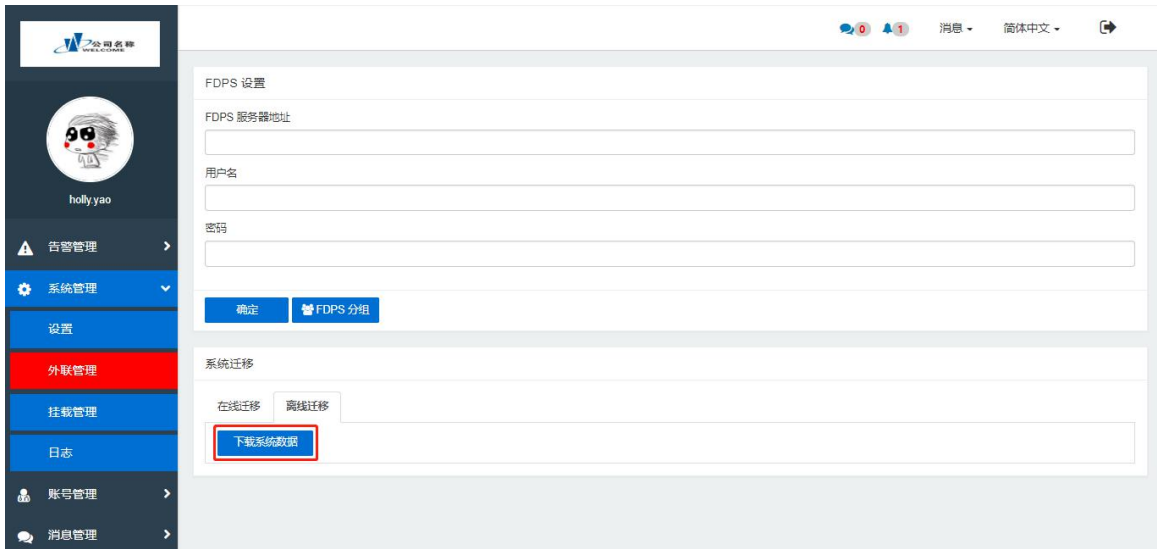 公司名称
WELCOME
0
1
消息
简体中文
holly.yao
告警管理
系统管理
设置
外联管理
挂载管理
日志
账号管理
消息管理
FDPS 设置
FDPS 服务器地址
用户名
密码
确定
FDPS 分组
系统迁移
在线迁移
离线迁移
下载系统数据